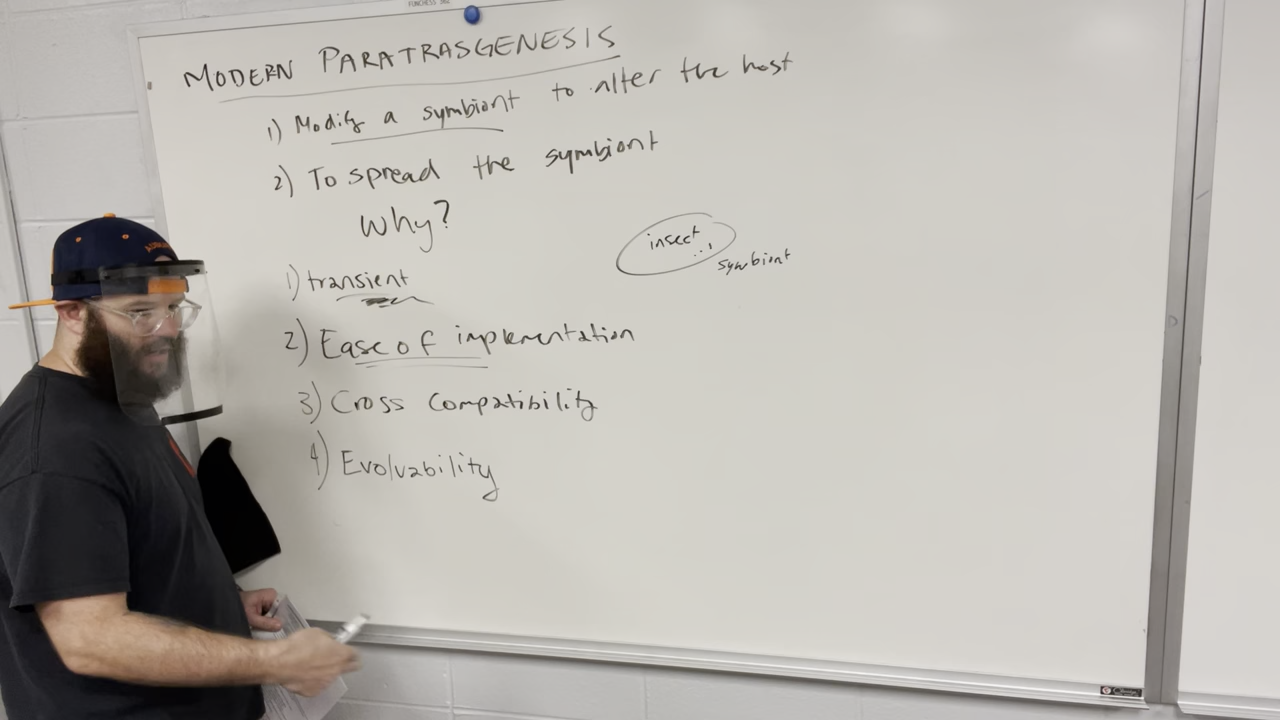 MODERN PARATRASGENESIS
1) Modify a symbiont to alter the host
2) To spread the symbiont
Why?
insect
symbiont
1) transient
2) Ease of implementation
3) Cross compatibility
4) Evolvability